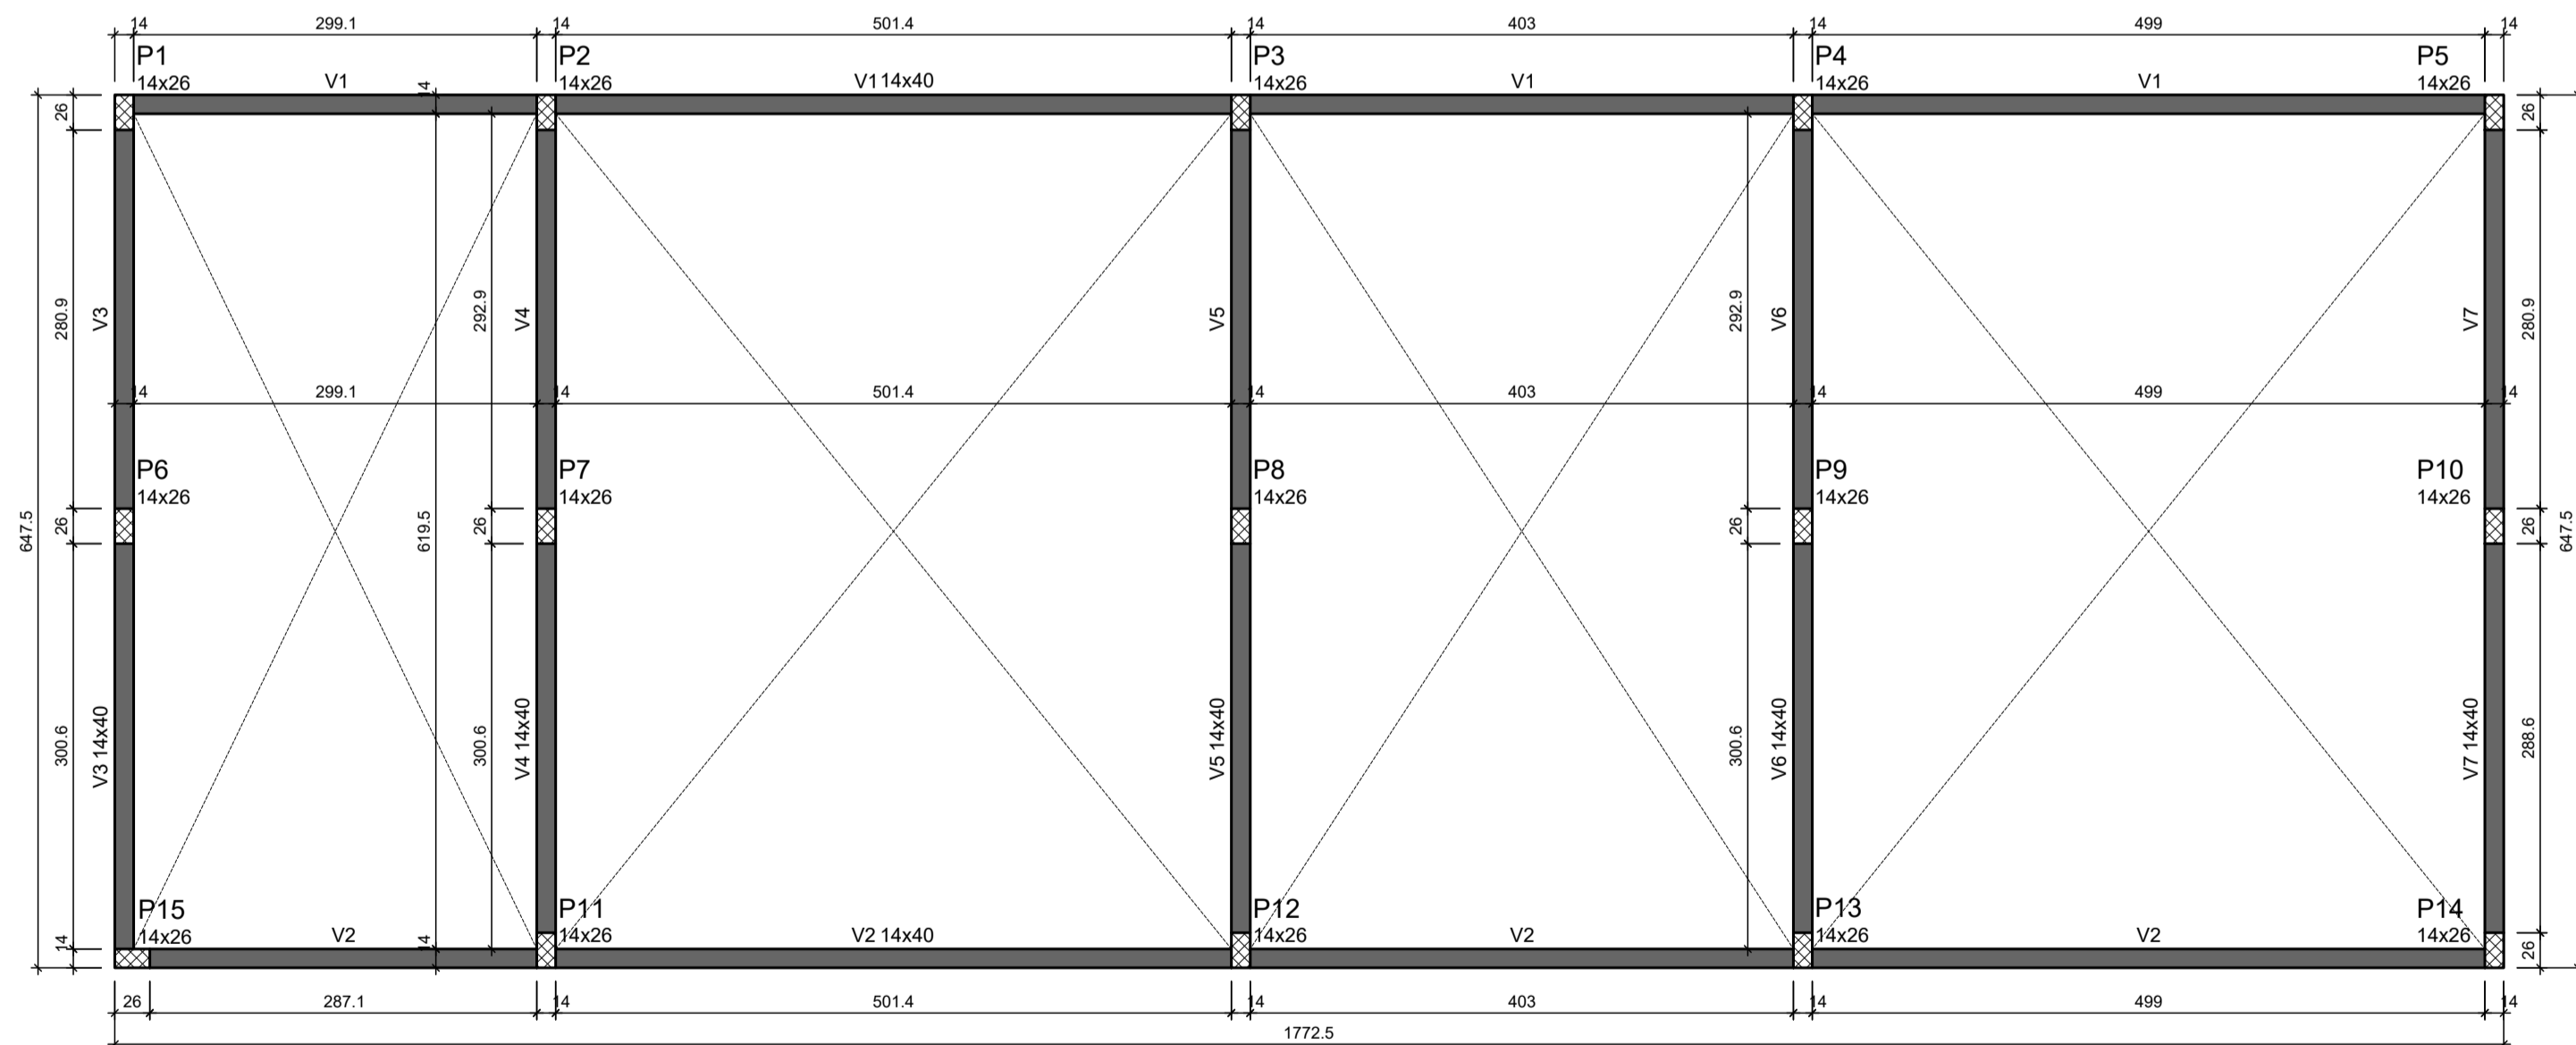 14 299.1 14 501.4 14 403 14 499 14
P1 P2 P3 P4 P5
14x26 V1 14 14x26 V1 14x40 14x26 V1 14x26 V1 14x26
26 26
280.9 V3 292.9 V4 V5 292.9 V6 V7 280.9
14 299.1 14 501.4 14 403 14 499 14
P6 P7 P8 P9 P10
14x26 14x26 14x26 14x26 14x26
647.5 26 619.5 26 26 26 647.5
300.6 V3 14x40 300.6 V4 14x40 V5 14x40 300.6 V6 14x40 V7 14x40 288.6
P15 P11 P12 P13 P14
14 14x26 V2 14 14x26 V2 14x40 14x26 V2 14x26 V2 14x26 26
26 287.1 14 501.4 14 403 14 499 14
1772.5